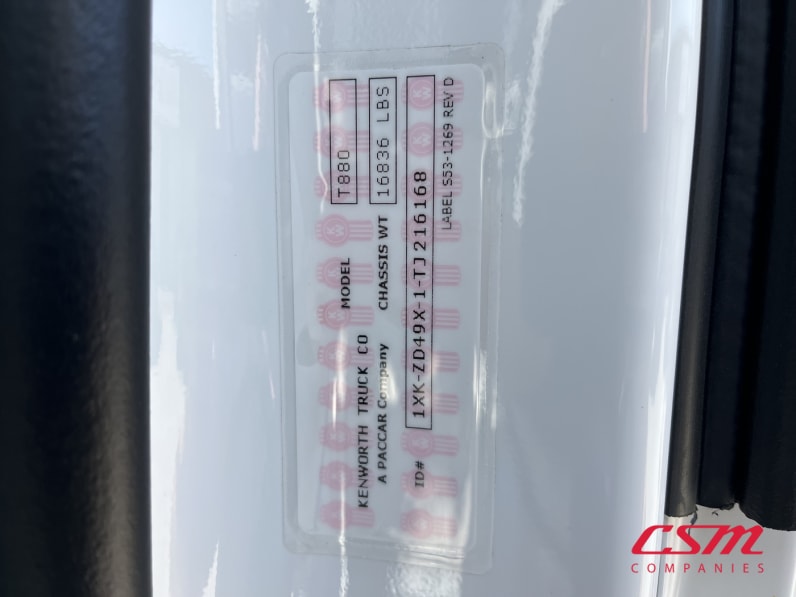 KENWORTH TRUCK CO
MODEL
T880
A PACCAR Company
CHASSIS WT
16836 LBS
ID#
1XK-ZD49X-1-TJ216168
LABEL S53-1269 REV D
CSM
COMPANIES